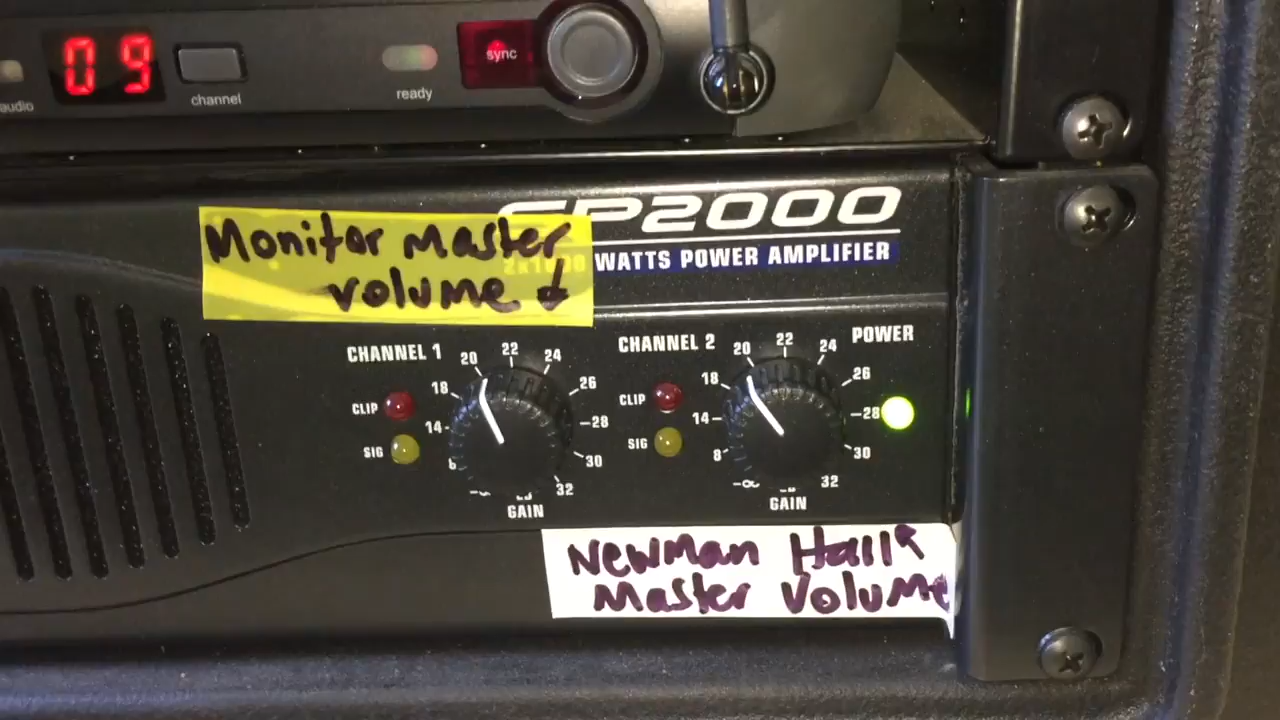 09
audio
channel
ready
sync
Monitor master
volume ↓
2000
WATTS POWER AMPLIFIER
CHANNEL 1
CLIP
SIG
14
18
20
22
24
26
28
30
32
GAIN
CHANNEL 2
CLIP
SIG
-∞
8
14
18
20
22
24
26
28
30
32
GAIN
POWER
Newman Hall
Master Volume